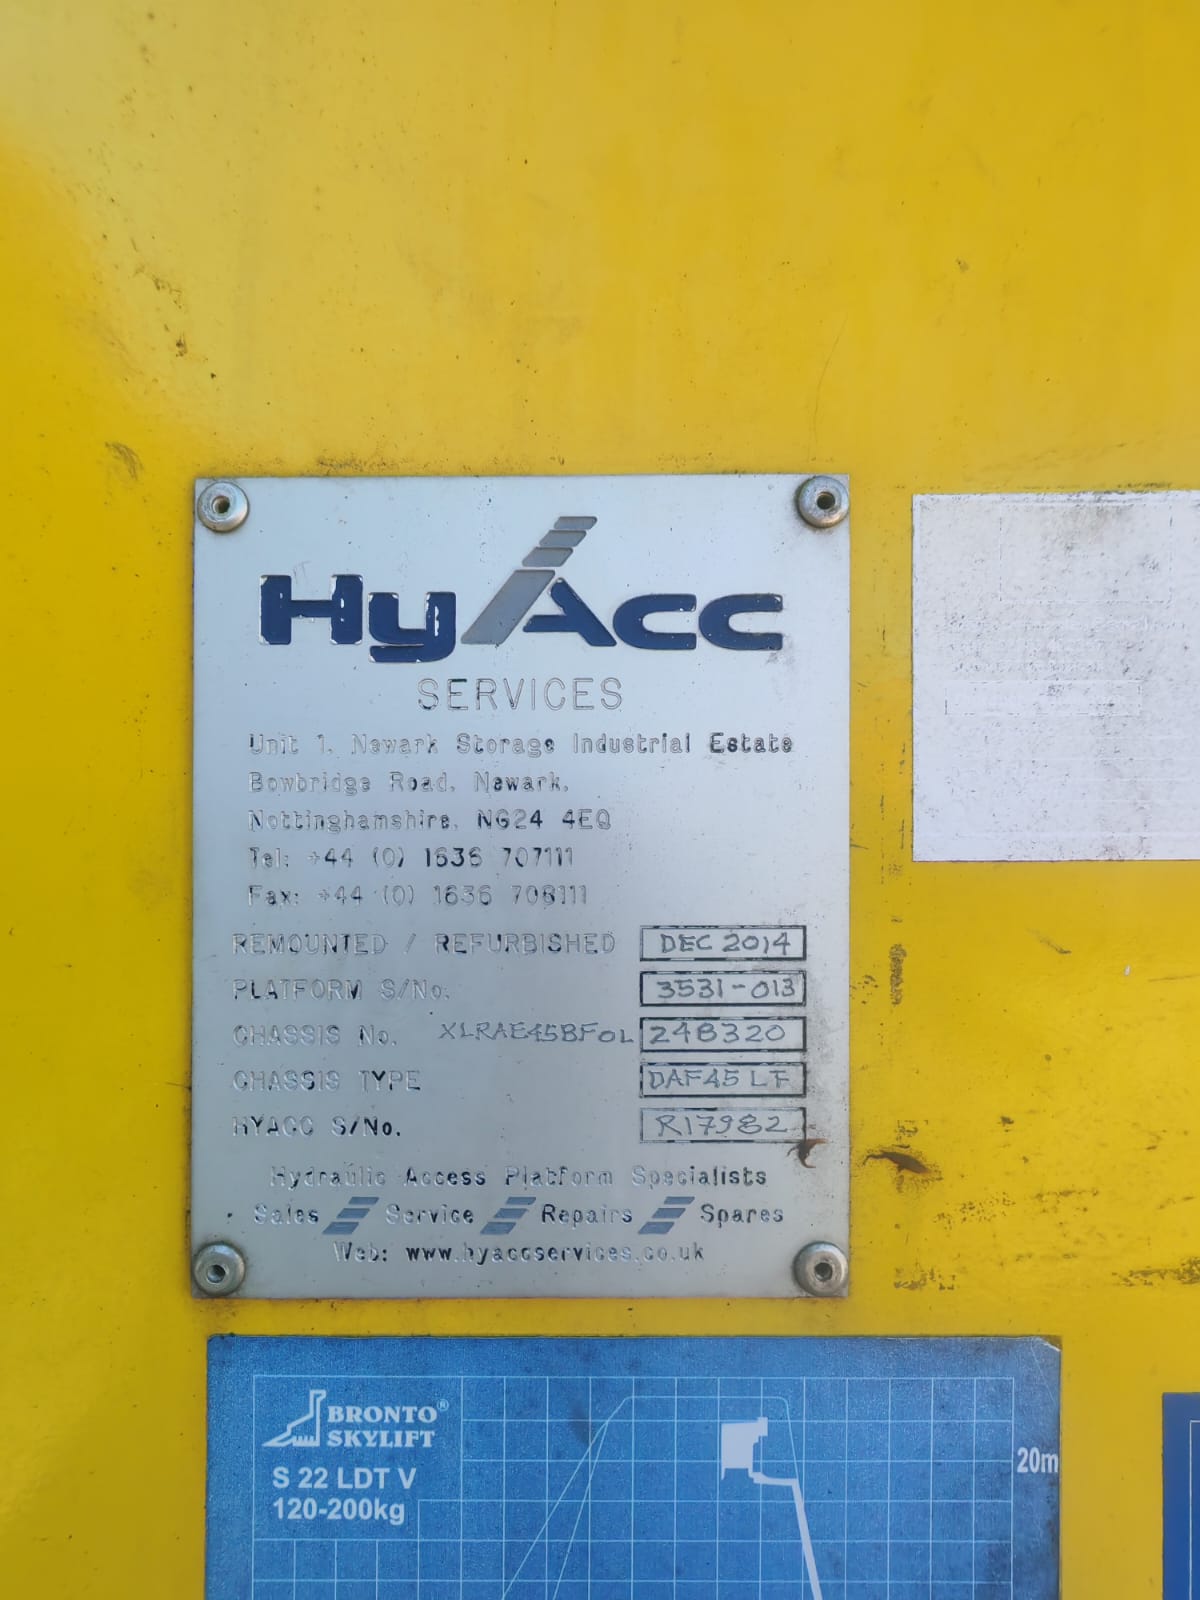 HyAcc
SERVICES
Unit 1, Newark Storage Industrial Estate
Bowbridge Road, Newark,
Nottinghamshire, NG24 4EQ
Tel: +44 (0) 1636 707111
Fax: +44 (0) 1636 708111
REMOUNTED / REFURBISHED DEC 2014
PLATFORM S/No. 3531-013
CHASSIS No. XLRAE45BF0L 248320
CHASSIS TYPE DAF45 LF
HYACC S/No. R17982
Hydraulic Access Platform Specialists
Sales Service Repairs Spares
Web: www.hyaccservices.co.uk
BRONTO®
SKYLIFT
S 22 LDT V
120-200kg
20m